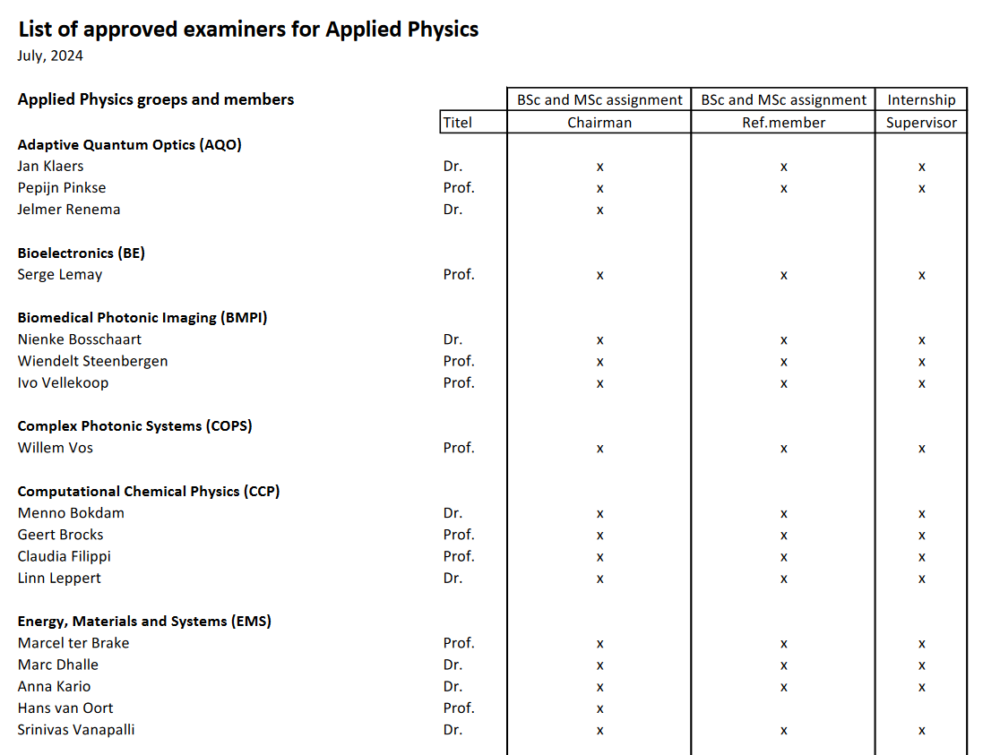 List of approved examiners for Applied Physics
July, 2024
Applied Physics groeps and members BSc and MSc assignment BSc and MSc assignment Internship
Titel Chairman Ref.member Supervisor
Adaptive Quantum Optics (AQO)
Jan Klaers Dr. x x x
Pepijn Pinkse Prof. x x x
Jelmer Renema Dr. x
Bioelectronics (BE)
Serge Lemay Prof. x x x
Biomedical Photonic Imaging (BMPI)
Nienke Bosschaart Dr. x x x
Wiendelt Steenbergen Prof. x x x
Ivo Vellekoop Prof. x x x
Complex Photonic Systems (COPS)
Willem Vos Prof. x x x
Computational Chemical Physics (CCP)
Menno Bokdam Dr. x x x
Geert Brocks Prof. x x x
Claudia Filippi Prof. x x x
Linn Leppert Dr. x x x
Energy, Materials and Systems (EMS)
Marcel ter Brake Prof. x x x
Marc Dhalle Dr. x x x
Anna Kario Dr. x x x
Hans van Oort Prof. x
Srinivas Vanapalli Dr. x x x